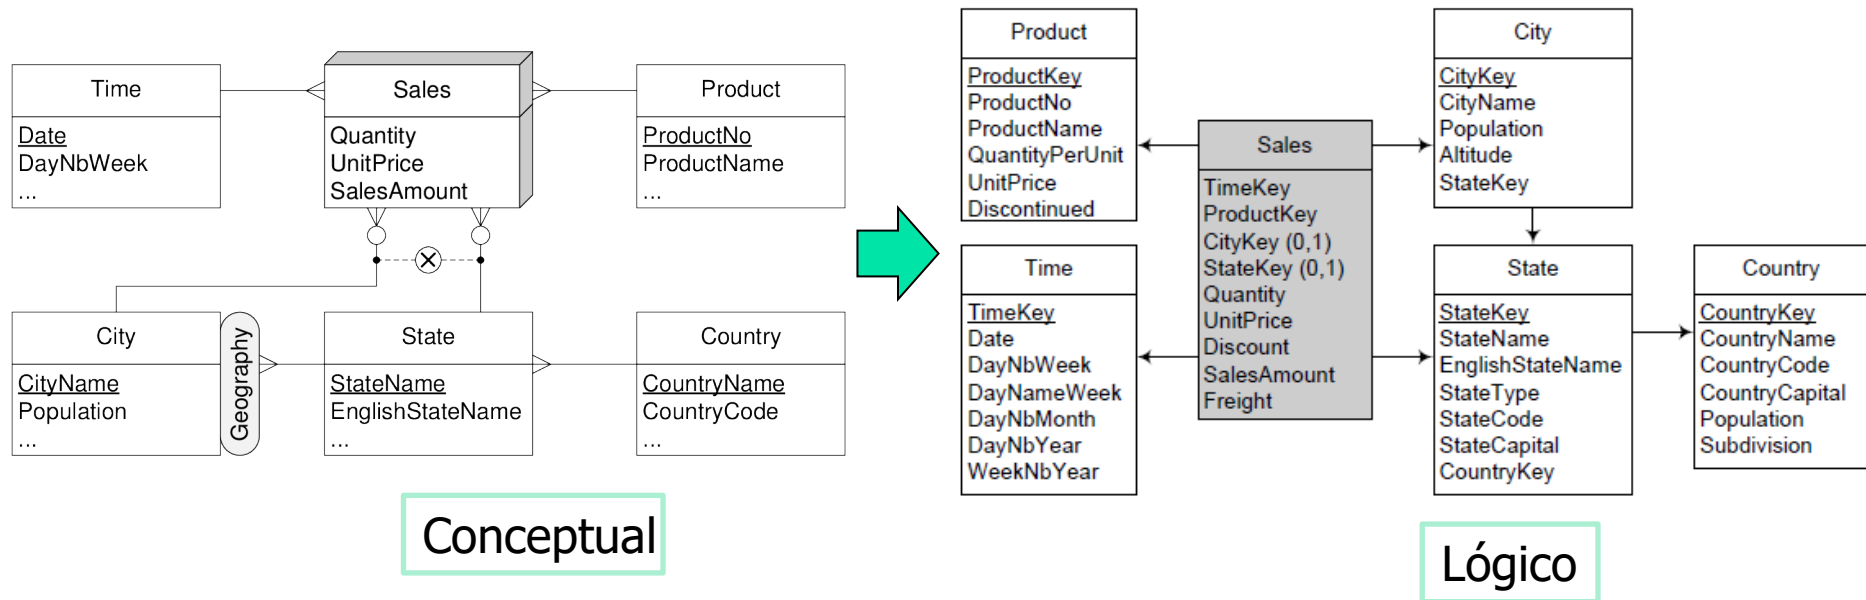 Time
Date
DayNbWeek
...
Sales
Quantity
UnitPrice
SalesAmount
Product
ProductNo
ProductName
...
City
CityName
Population
...
Geography
State
StateName
EnglishStateName
...
Country
CountryName
CountryCode
...
Conceptual
Product
ProductKey
ProductNo
ProductName
QuantityPerUnit
UnitPrice
Discontinued
Time
TimeKey
Date
DayNbWeek
DayNameWeek
DayNbMonth
DayNbYear
WeekNbYear
Sales
TimeKey
ProductKey
CityKey (0,1)
StateKey (0,1)
Quantity
UnitPrice
Discount
SalesAmount
Freight
City
CityKey
CityName
Population
Altitude
StateKey
State
StateKey
StateName
EnglishStateName
StateType
StateCode
StateCapital
CountryKey
Country
CountryKey
CountryName
CountryCode
CountryCapital
Population
Subdivision
Lógico